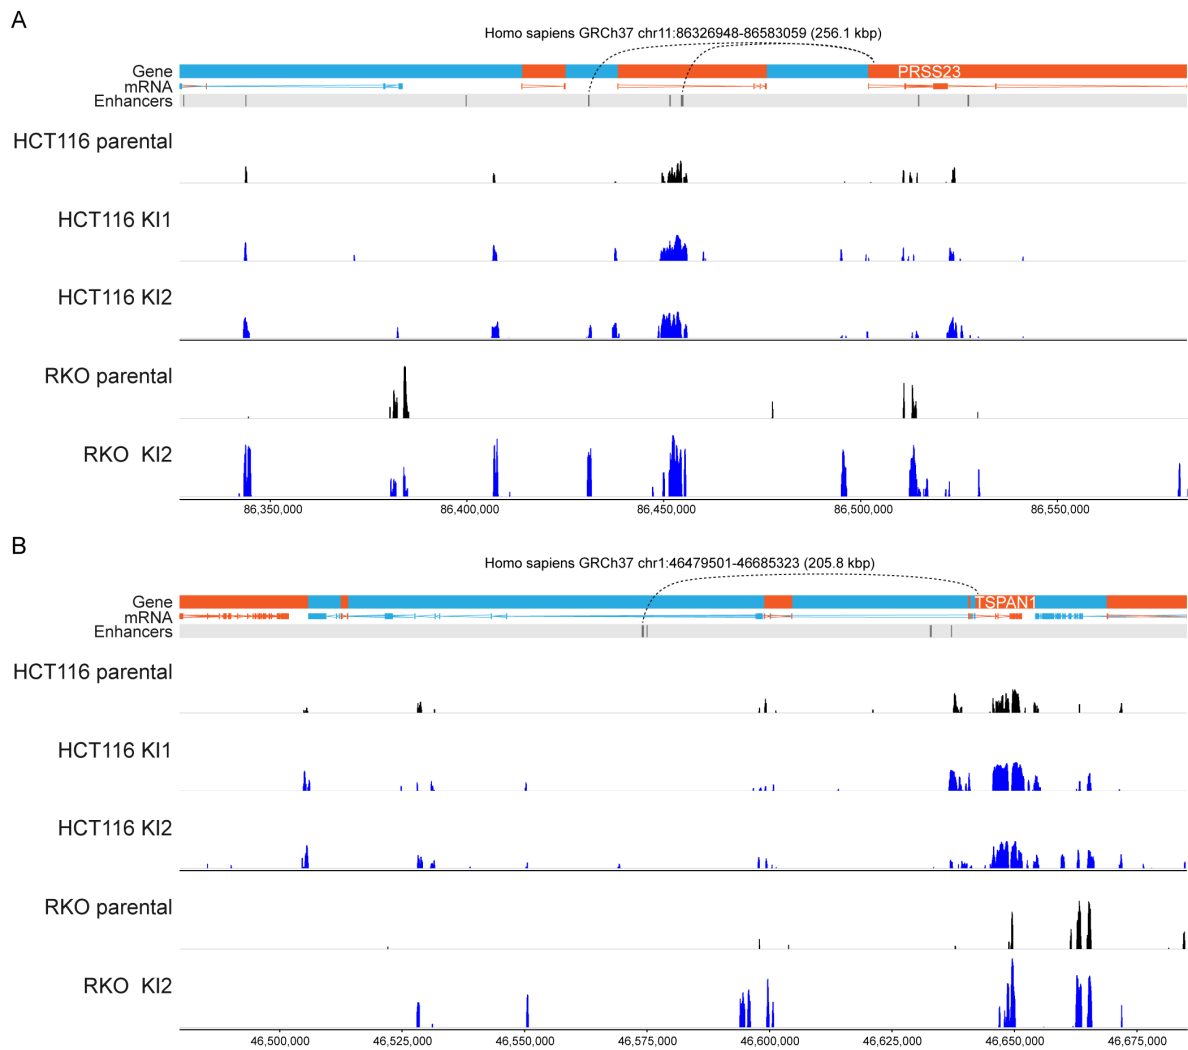 A
Homo sapiens GRCh37 chr11:86326948-86583059 (256.1 kbp)
Gene
PRSS23
mRNA
Enhancers
HCT116 parental
HCT116 KI1
HCT116 KI2
RKO parental
RKO KI2
86,350,000 86,400,000 86,450,000 86,500,000 86,550,000
B
Homo sapiens GRCh37 chr1:46479501-46685323 (205.8 kbp)
Gene
TSPAN1
mRNA
Enhancers
HCT116 parental
HCT116 KI1
HCT116 KI2
RKO parental
RKO KI2
46,500,000 46,525,000 46,550,000 46,575,000 46,600,000 46,625,000 46,650,000 46,675,000